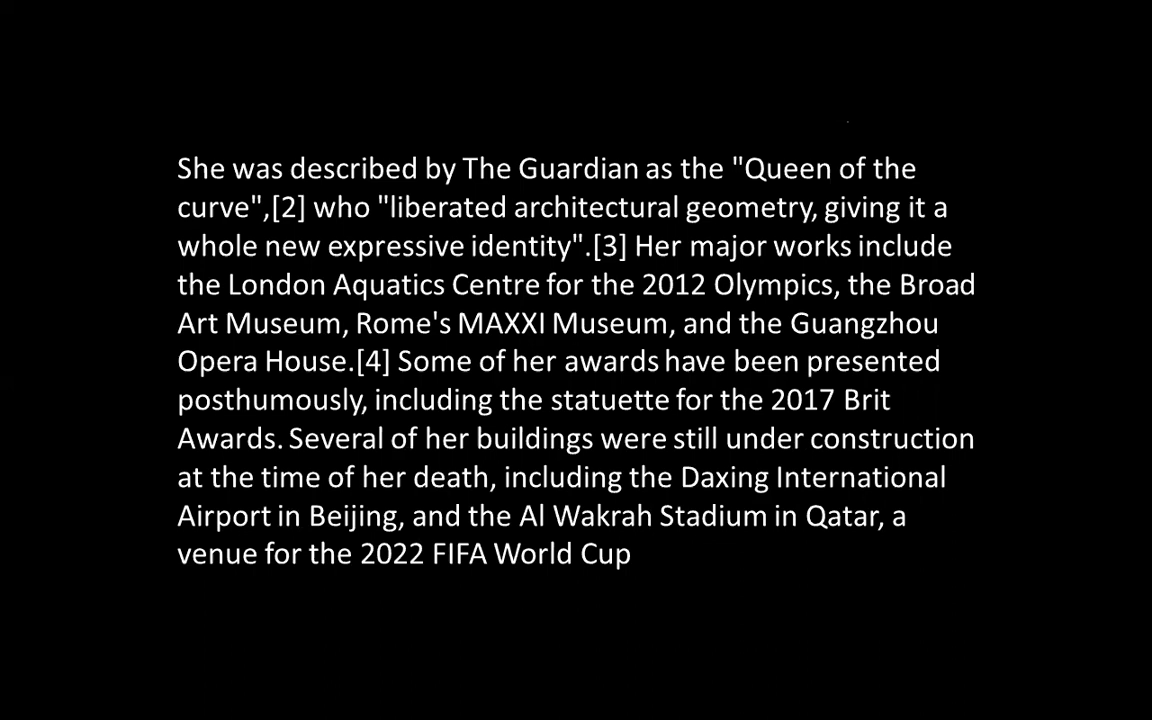 She was described by The Guardian as the "Queen of the
curve",[2] who "liberated architectural geometry, giving it a
whole new expressive identity".[3] Her major works include
the London Aquatics Centre for the 2012 Olympics, the Broad
Art Museum, Rome's MAXXI Museum, and the Guangzhou
Opera House.[4] Some of her awards have been presented
posthumously, including the statuette for the 2017 Brit
Awards. Several of her buildings were still under construction
at the time of her death, including the Daxing International
Airport in Beijing, and the Al Wakrah Stadium in Qatar, a
venue for the 2022 FIFA World Cup